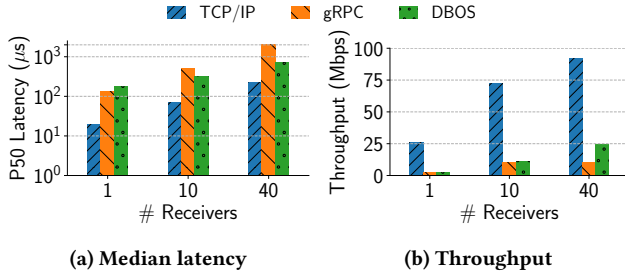 TCP/IP gRPC DBOS
P50 Latency (μs)
10³
10²
10¹
10⁰
1 10 40
# Receivers
(a) Median latency
Throughput (Mbps)
100
75
50
25
0
1 10 40
# Receivers
(b) Throughput